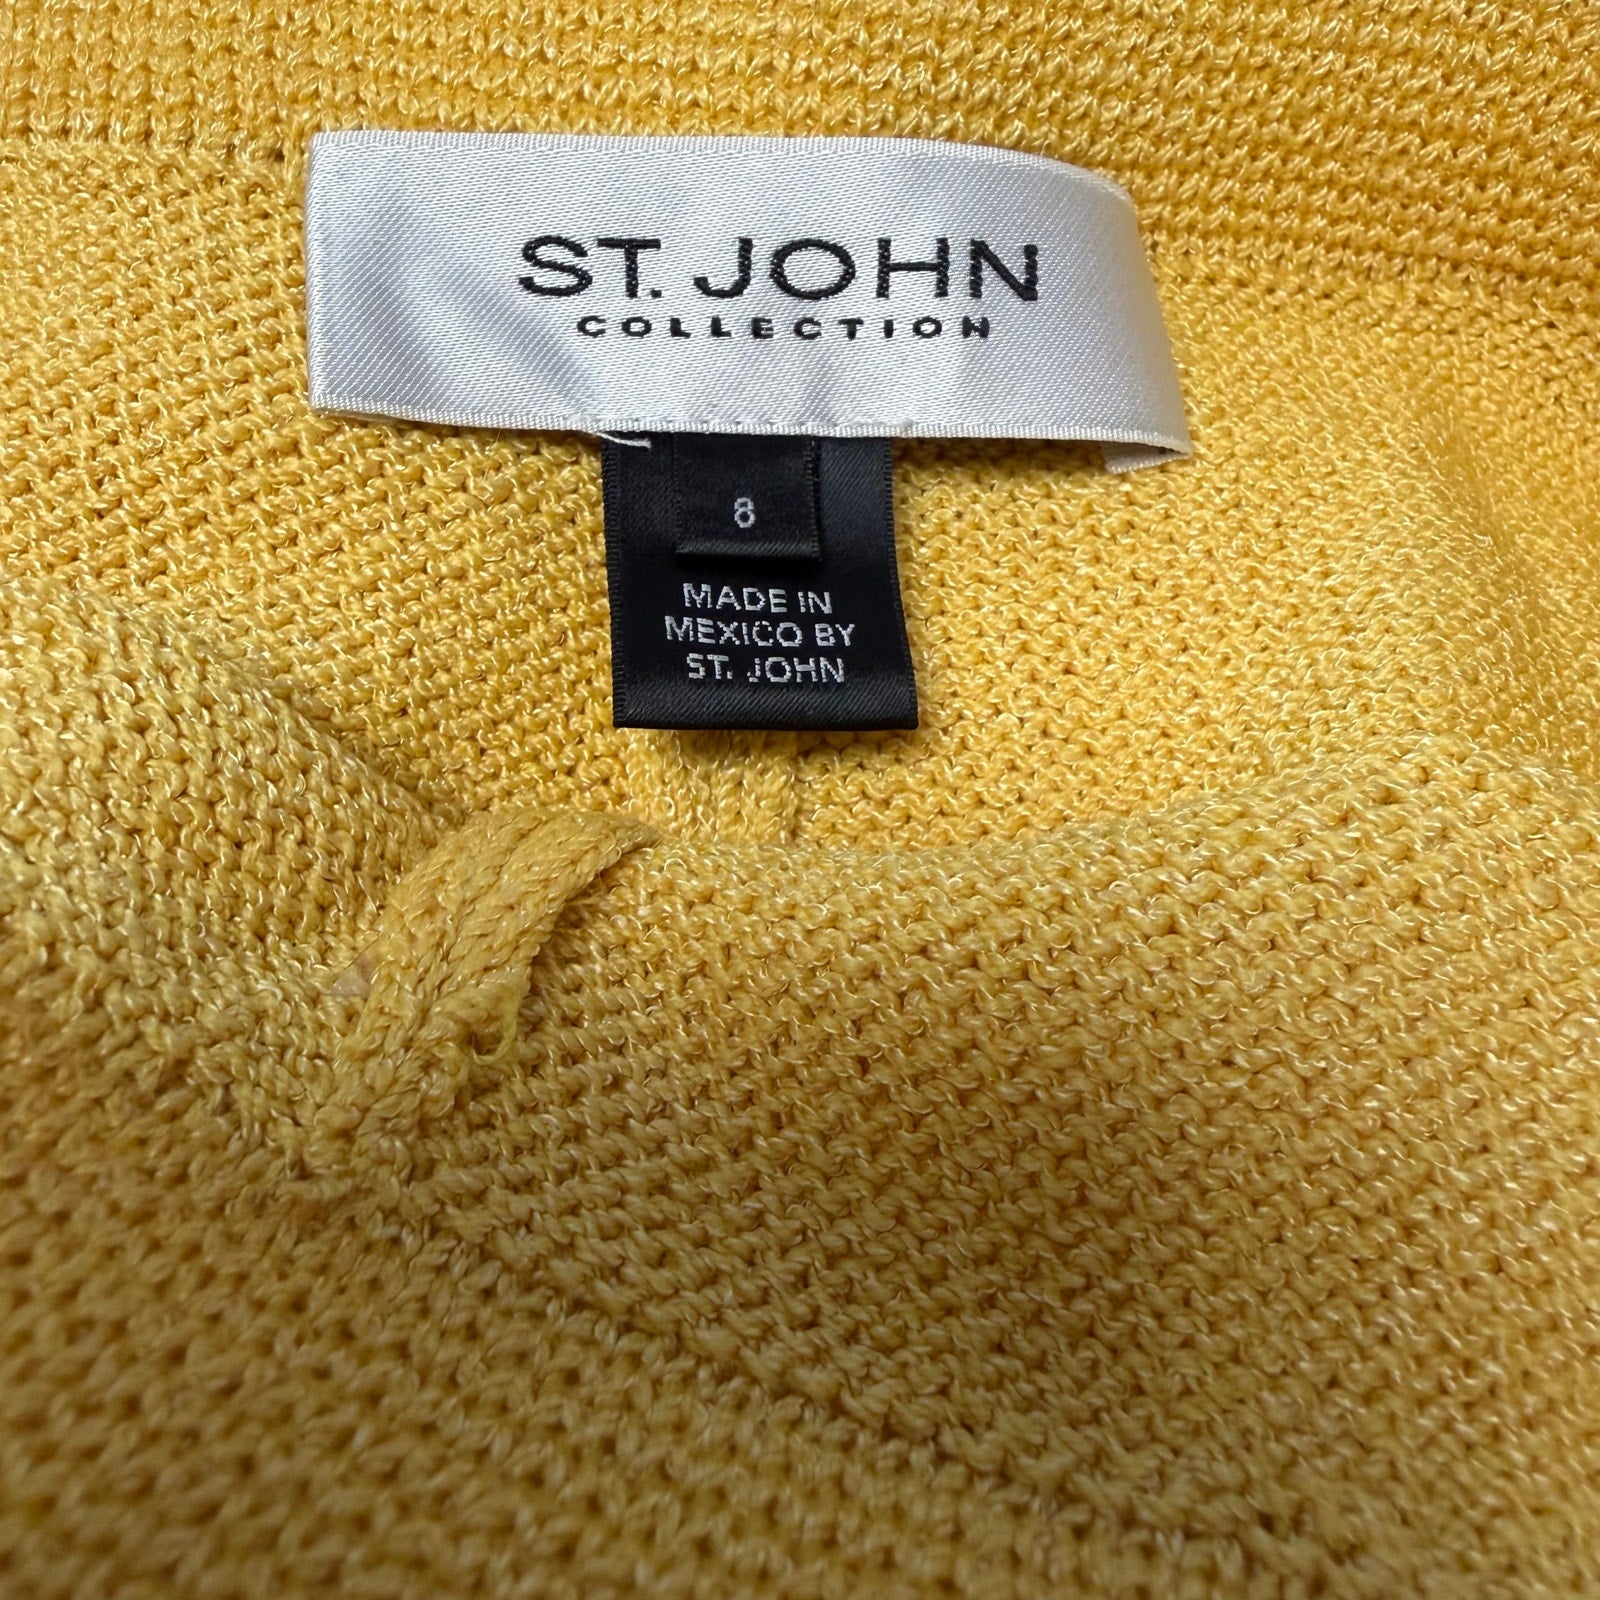 ST. JOHN
COLLECTION
8
MADE IN
MEXICO BY
ST. JOHN